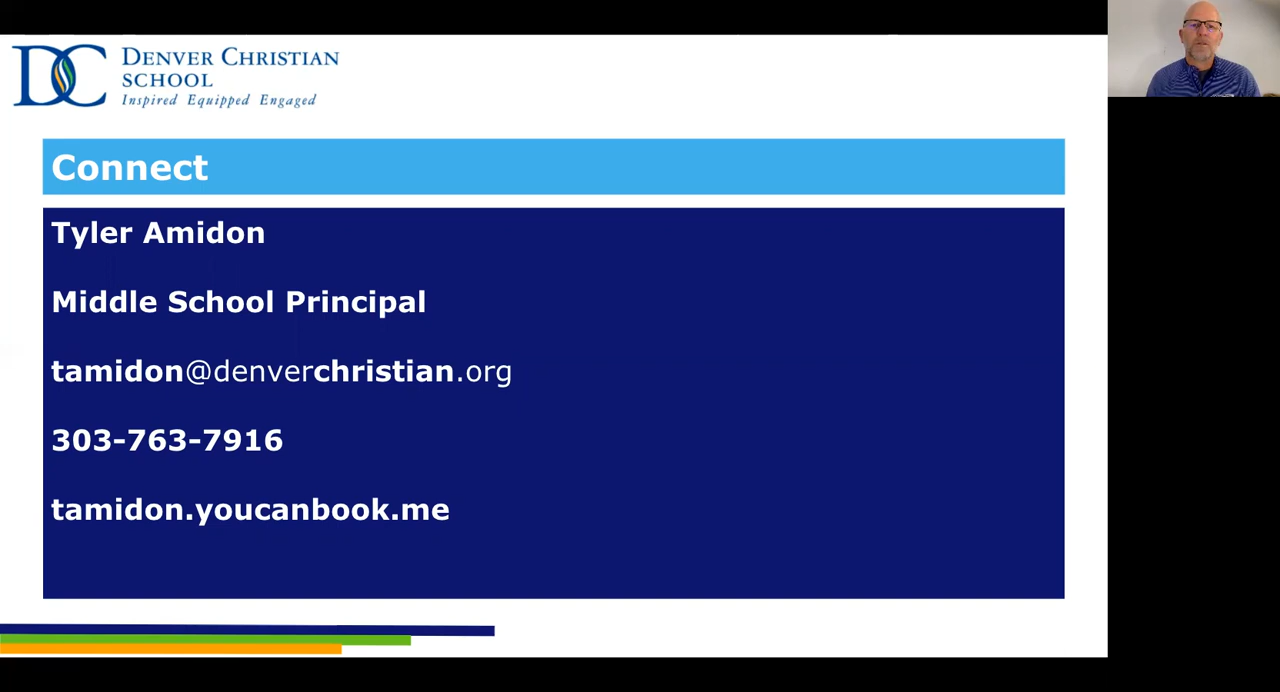 DC
DENVER CHRISTIAN
SCHOOL
Inspired Equipped Engaged
Connect
Tyler Amidon
Middle School Principal
tamidon@denverchristian.org
303-763-7916
tamidon.youcanbook.me